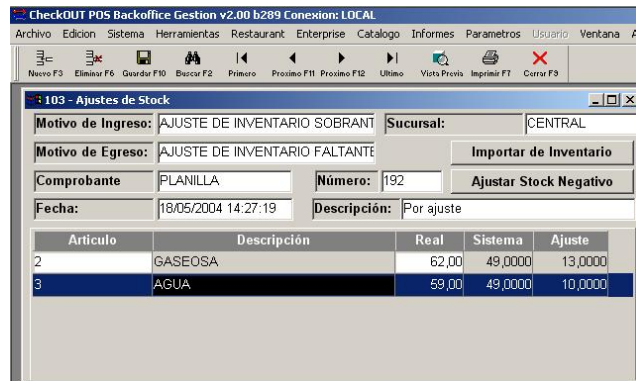 CheckOUT POS Backoffice Gestion v2.00 b289 Conexion: LOCAL
Archivo Edicion Sistema Herramientas Restaurant Enterprise Catalogo Informes Parametros Usuario Ventana A
Nuevo F3 Eliminar F6 Guardar F10 Buscar F2 Primero Proximo F11 Proximo F12 Ultimo Vista Previa Imprimir F7 Cerrar F9
103 - Ajustes de Stock
Motivo de Ingreso: AJUSTE DE INVENTARIO SOBRANT Sucursal: CENTRAL
Motivo de Egreso: AJUSTE DE INVENTARIO FALTANTE Importar de Inventario
Comprobante PLANILLA Número: 192 Ajustar Stock Negativo
Fecha: 18/05/2004 14:27:19 Descripción: Por ajuste
Articulo Descripción Real Sistema Ajuste
2 GASEOSA 62,00 49,0000 13,0000
3 AGUA 59,00 49,0000 10,0000